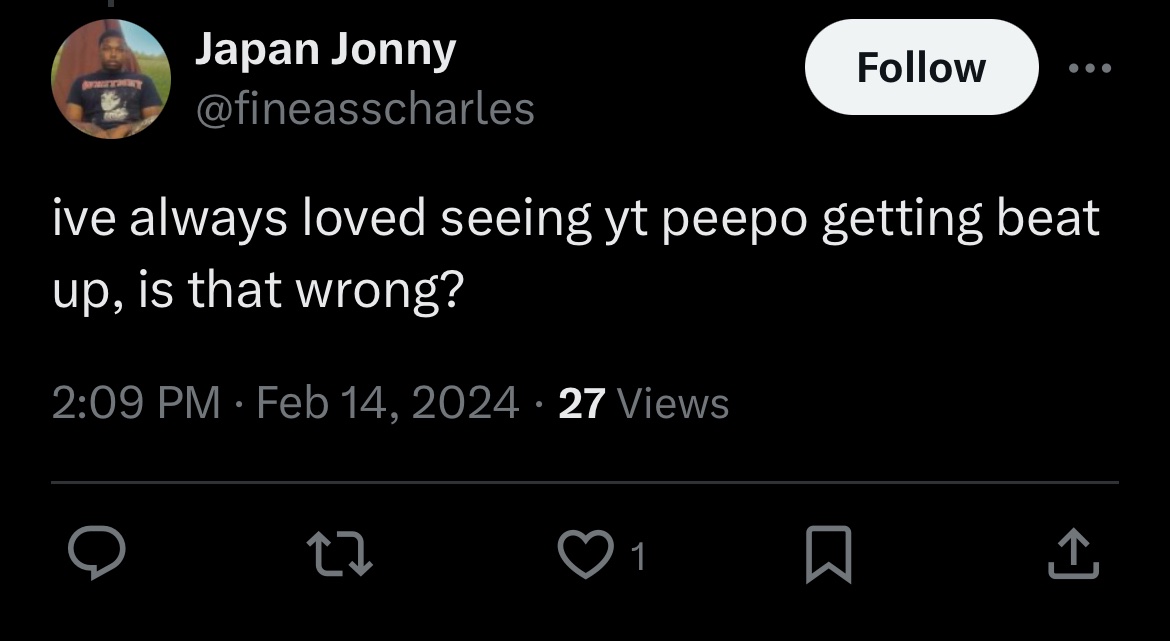 Japan Jonny
Follow
@fineasscharles
ive always loved seeing yt peepo getting beat
up, is that wrong?
2:09 PM · Feb 14, 2024 · 27 Views
1